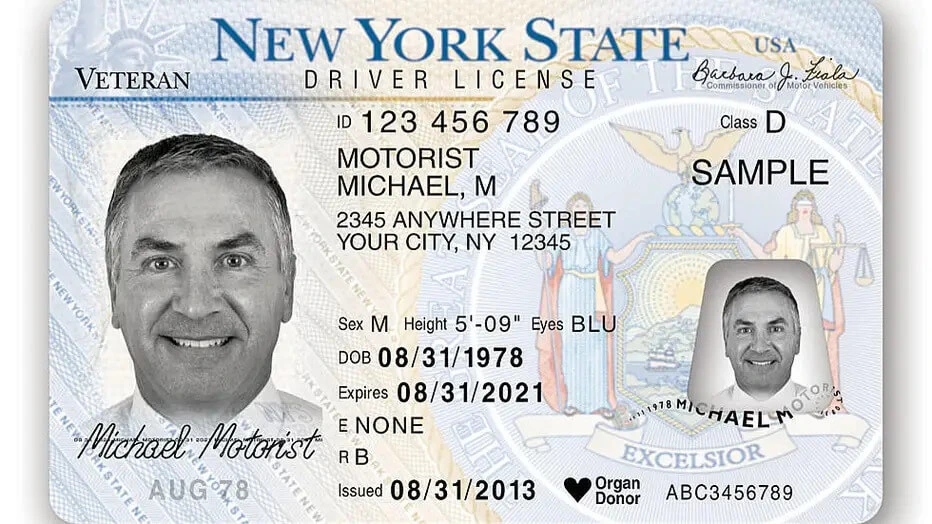 NEW YORK STATE
USA
VETERAN
DRIVER LICENSE
Barbara J. Fiala
Commissioner of Motor Vehicles
ID 123 456 789
Class D
MOTORIST
MICHAEL, M
SAMPLE
2345 ANYWHERE STREET
YOUR CITY, NY 12345
Sex M Height 5'-09" Eyes BLU
DOB 08/31/1978
Expires 08/31/2021
E NONE
R B
Issued 08/31/2013
Organ
Donor
ABC3456789
Michael Motorist
AUG 78
MICHAEL M MOTORIST
EXCELSIOR